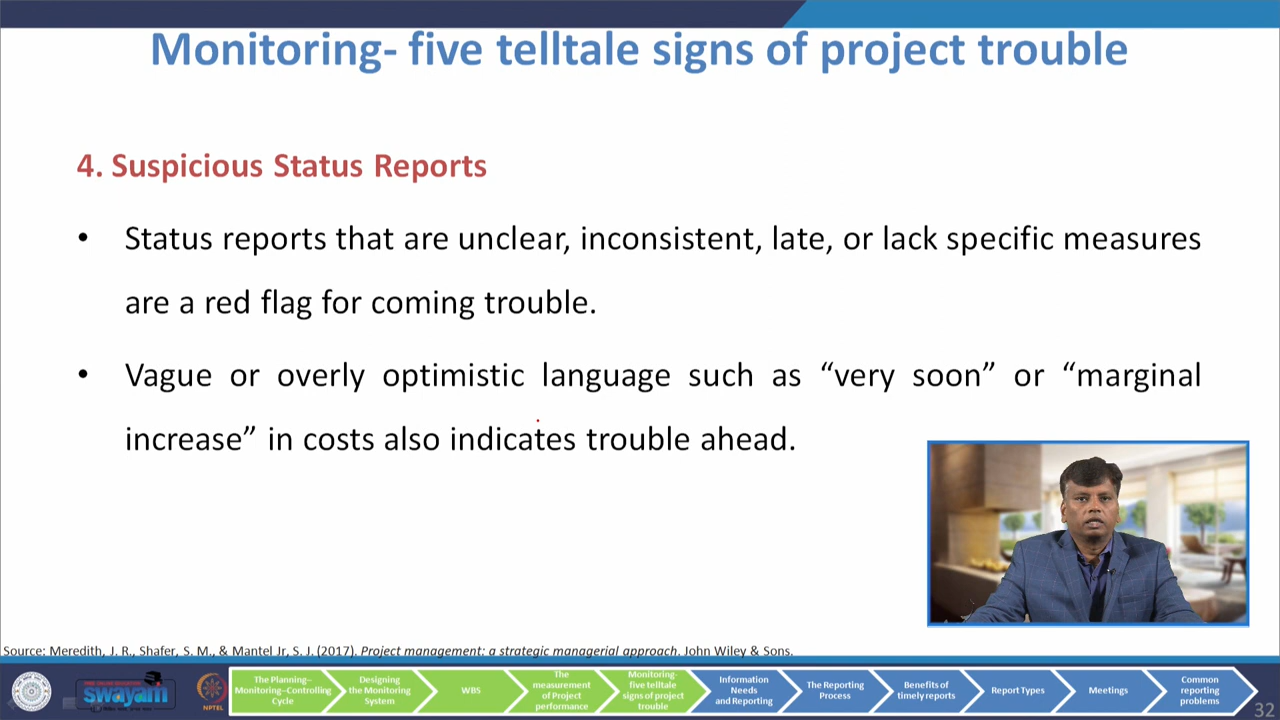 Monitoring- five telltale signs of project trouble
4. Suspicious Status Reports
• Status reports that are unclear, inconsistent, late, or lack specific measures
are a red flag for coming trouble.
• Vague or overly optimistic language such as “very soon” or “marginal
increase” in costs also indicates trouble ahead.
Source: Meredith, J. R., Shafer, S. M., & Mantel Jr, S. J. (2017). Project management: a strategic managerial approach. John Wiley & Sons.
swayam
NPTEL
The Planning–
Monitoring–Controlling
Cycle
Designing
the Monitoring
System
WBS
The
measurement
of Project
performance
Monitoring-
five telltale
signs of project
trouble
Information
Needs
and Reporting
The Reporting
Process
Benefits of
timely reports
Report Types
Meetings
Common
reporting
problems
32